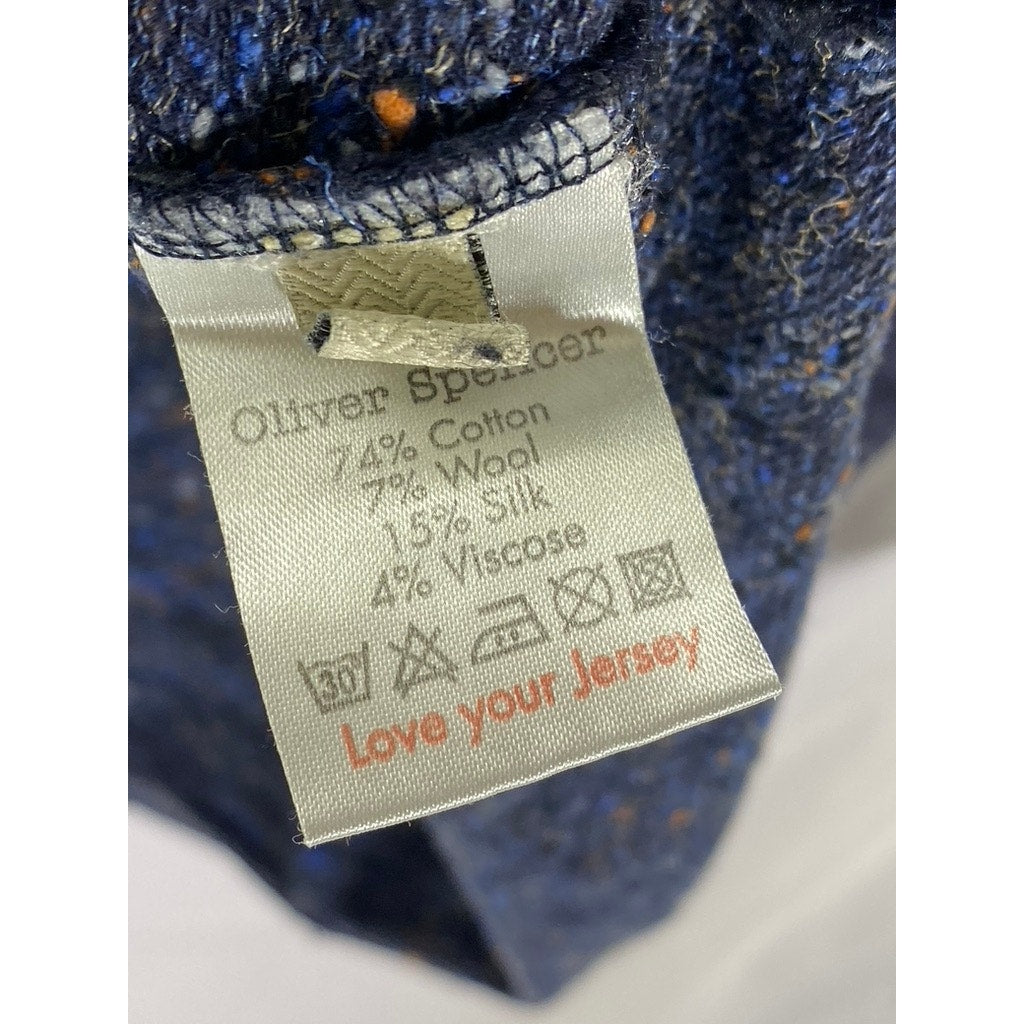 Oliver Spencer
74% Cotton
7% Wool
15% Silk
4% Viscose
30
Love your Jersey